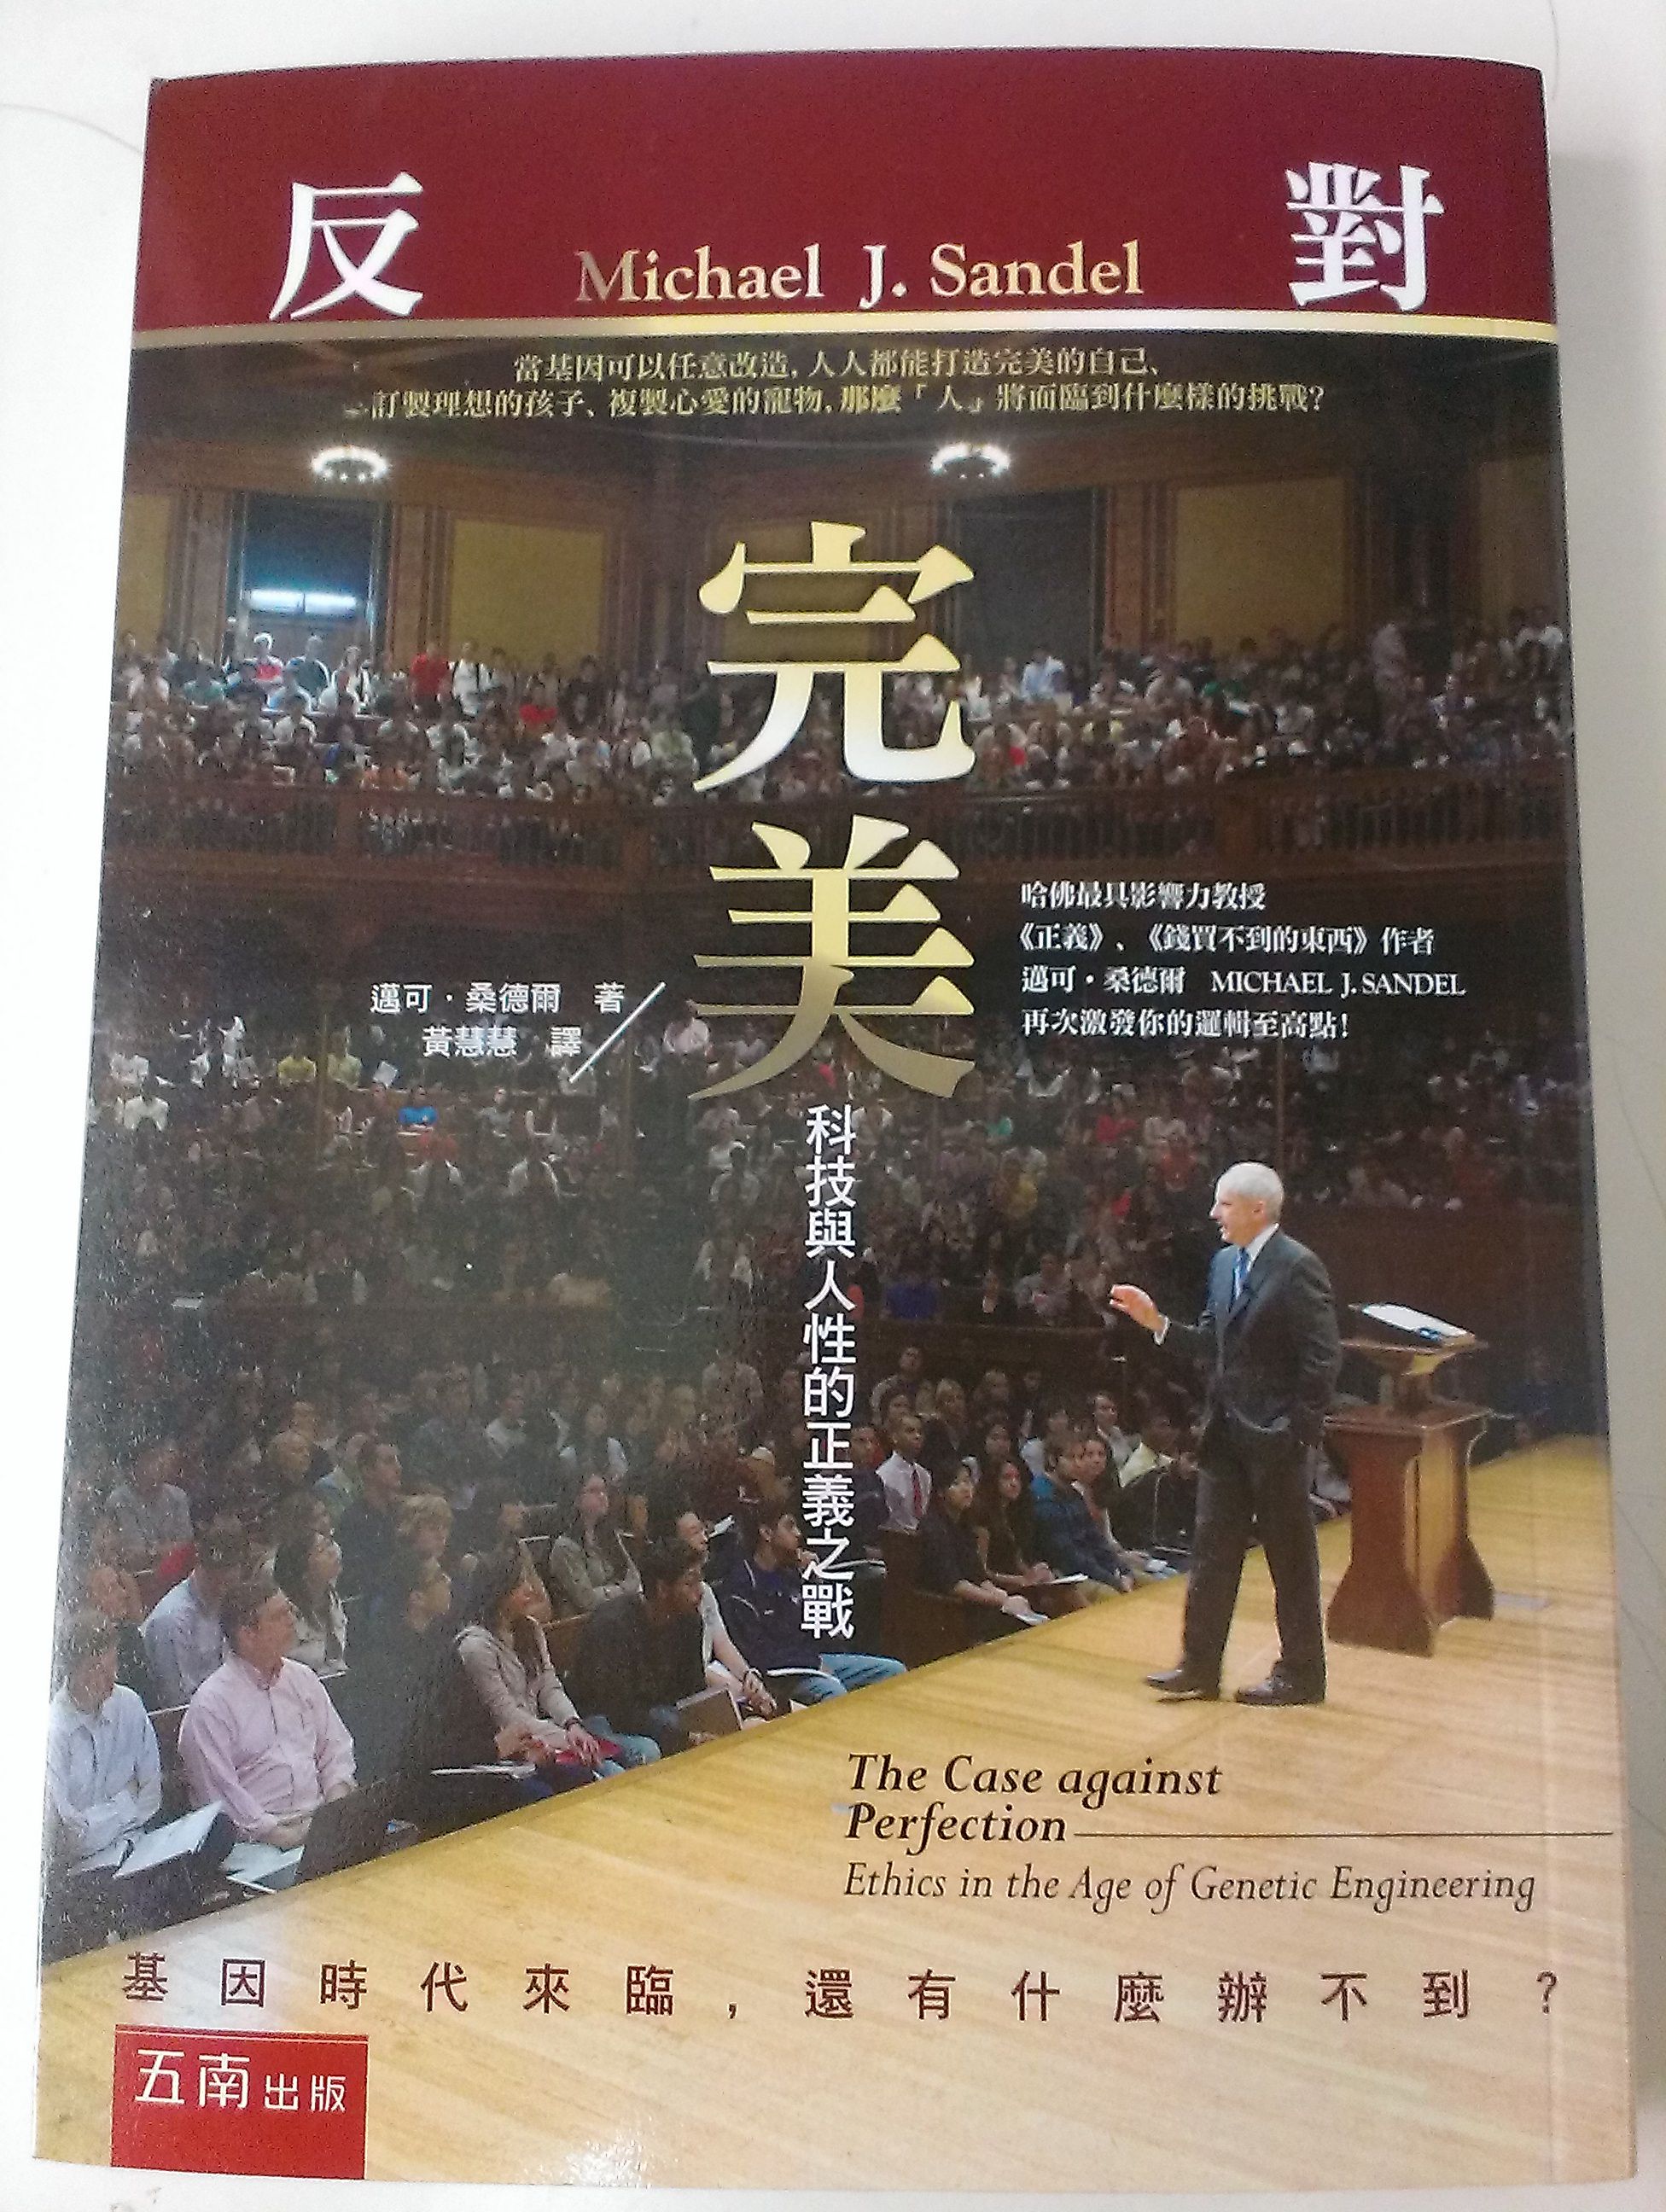 反對
Michael J. Sandel
當基因可以任意改造,人人都能打造完美的自己、
訂製理想的孩子、複製心愛的寵物,那麼「人」將面臨到什麼樣的挑戰?
完美
哈佛最具影響力教授
《正義》、《錢買不到的東西》作者
邁可・桑德爾 MICHAEL J. SANDEL
再次激發你的邏輯至高點!
邁可・桑德爾 著
黃慧慧 譯
科技與人性的正義之戰
The Case against
Perfection
Ethics in the Age of Genetic Engineering
基因時代來臨,還有什麼辦不到?
五南出版